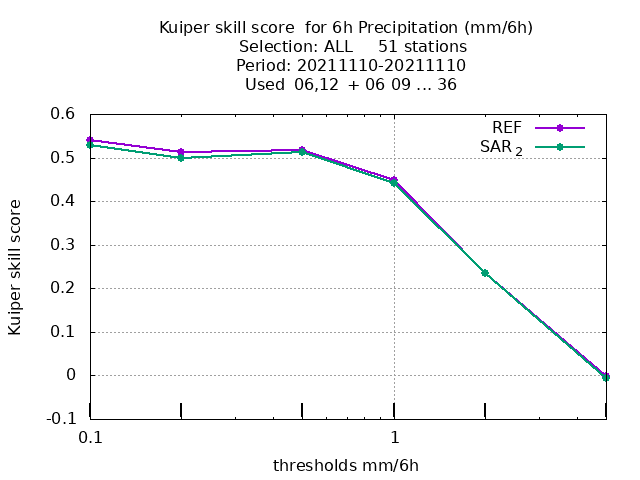 Kuiper skill score  for 6h Precipitation (mm/6h)
Selection: ALL     51 stations
Period: 20211110-20211110
Used  06,12  + 06 09 ... 36
REF
SAR 2
Kuiper skill score
0.6
0.5
0.4
0.3
0.2
0.1
0
-0.1
0.1
1
thresholds mm/6h